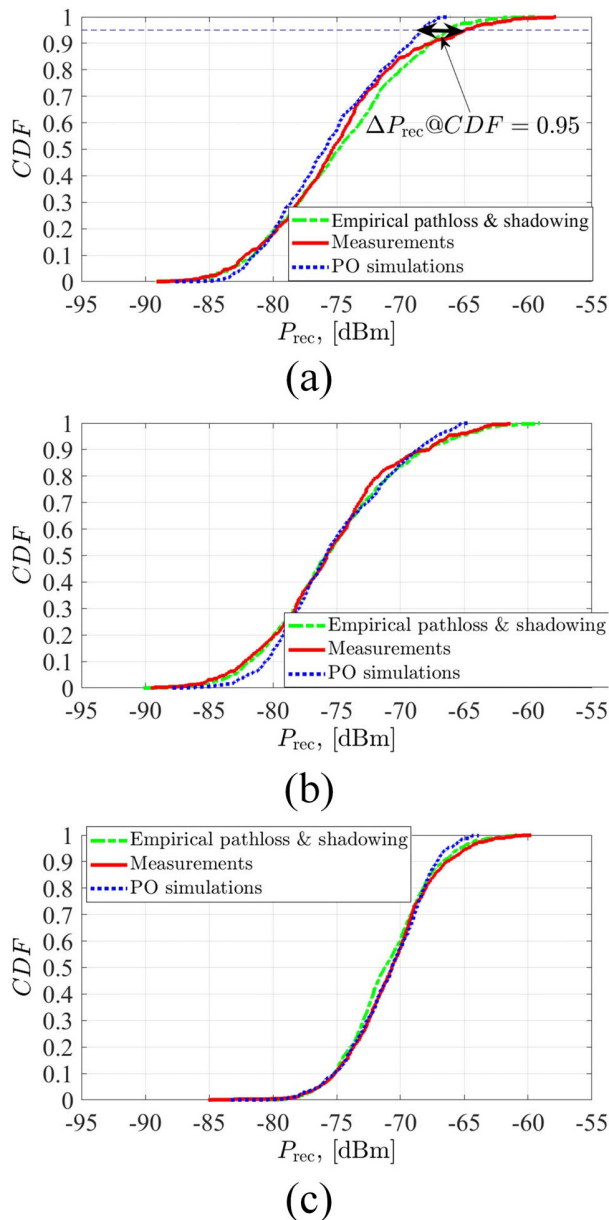 1
0.9
0.8
0.7
0.6
0.5
0.4
0.3
0.2
0.1
0
CDF
ΔP_rec@CDF = 0.95
Empirical pathloss & shadowing
Measurements
PO simulations
-95 -90 -85 -80 -75 -70 -65 -60 -55
P_rec, [dBm]
(a)
1
0.9
0.8
0.7
0.6
0.5
0.4
0.3
0.2
0.1
0
CDF
Empirical pathloss & shadowing
Measurements
PO simulations
-95 -90 -85 -80 -75 -70 -65 -60 -55
P_rec, [dBm]
(b)
1
0.9
0.8
0.7
0.6
0.5
0.4
0.3
0.2
0.1
0
CDF
Empirical pathloss & shadowing
Measurements
PO simulations
-95 -90 -85 -80 -75 -70 -65 -60 -55
P_rec, [dBm]
(c)